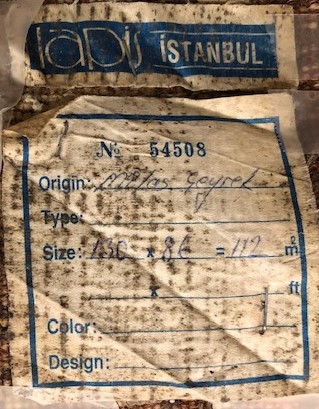 tapis İSTANBUL
№ 54508
Origin: Milas
Type:
Size: 130 x 86 = 112 m²
x ft
Color:
Design: